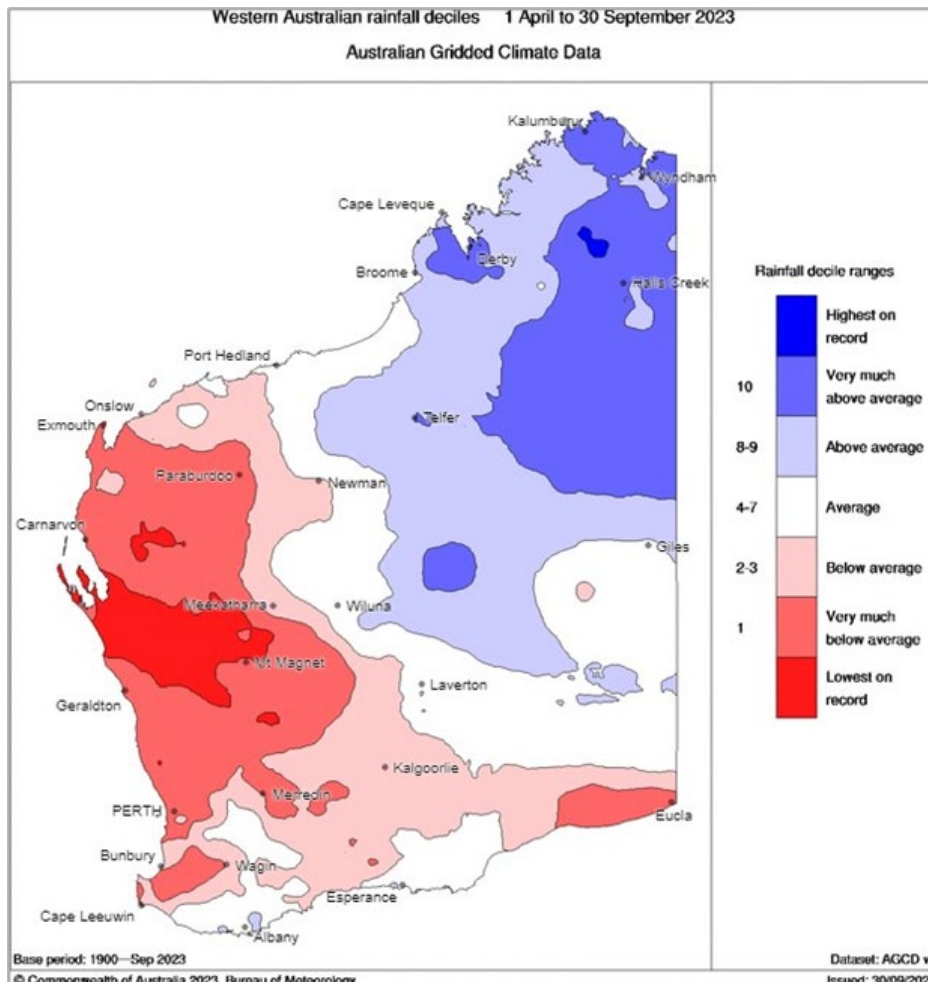 Western Australian rainfall deciles 1 April to 30 September 2023
Australian Gridded Climate Data
Kalumburu
Wyndham
Cape Leveque
Derby
Broome
Halls Creek
Port Hedland
Onslow
Telfer
Exmouth
Paraburdoo
Newman
Carnarvon
Giles
Meekatharra
Wiluna
Mt Magnet
Laverton
Geraldton
Kalgoorlie
Merredin
PERTH
Eucla
Bunbury
Wagin
Esperance
Cape Leeuwin
Albany
Rainfall decile ranges
Highest on
record
10
Very much
above average
8-9
Above average
4-7
Average
2-3
Below average
1
Very much
below average
Lowest on
record
Base period: 1900—Sep 2023
Dataset: AGCD
© Commonwealth of Australia 2023, Bureau of Meteorology
Issued: 30/09/202